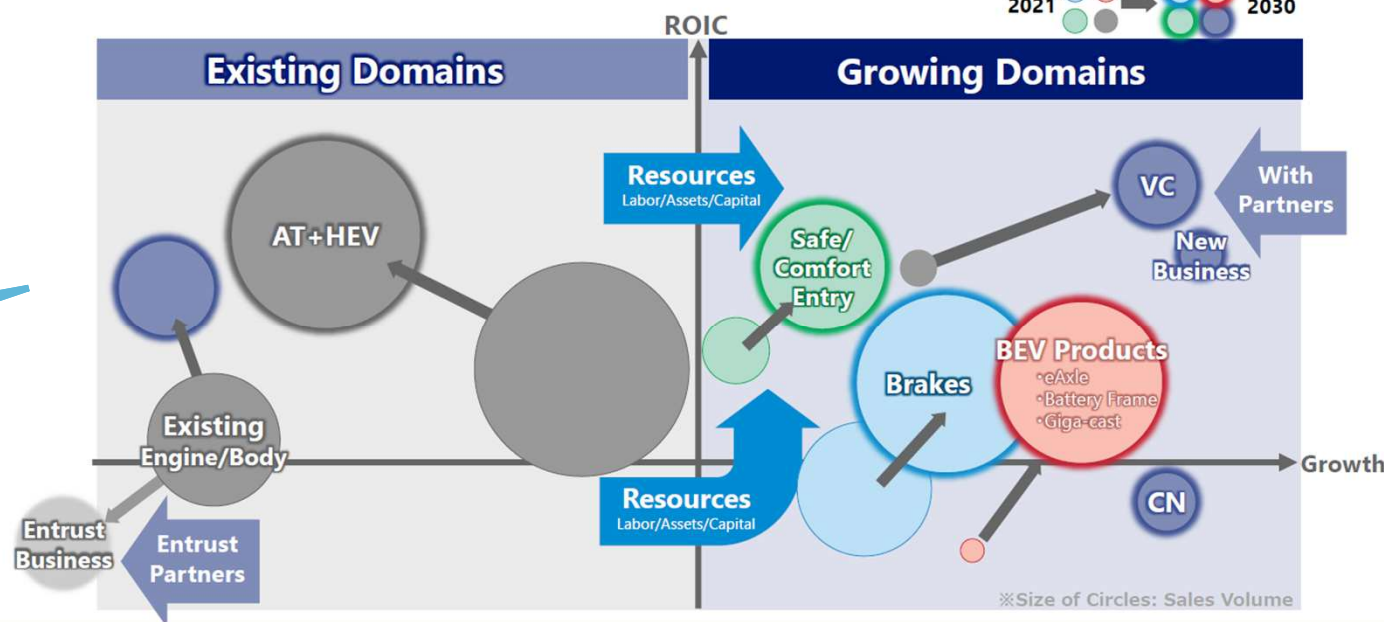 2021
2030
ROIC
Existing Domains
Growing Domains
Resources
Labor/Assets/Capital
AT+HEV
Safe/
Comfort
Entry
VC
With
Partners
New
Business
BEV Products
・eAxle
・Battery Frame
・Giga-cast
Brakes
Existing
Engine/Body
Growth
Resources
Labor/Assets/Capital
CN
Entrust
Business
Entrust
Partners
※Size of Circles: Sales Volume